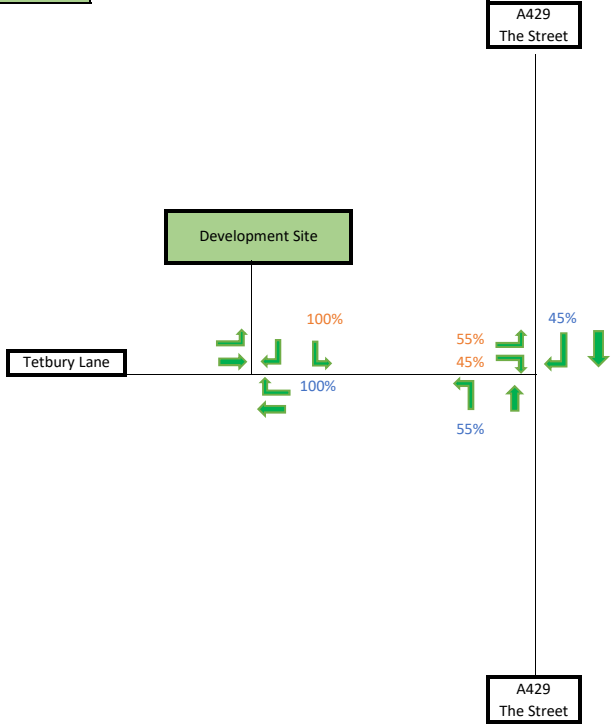 A429
The Street
Development Site
100%
45%
55%
45%
Tetbury Lane
100%
55%
A429
The Street